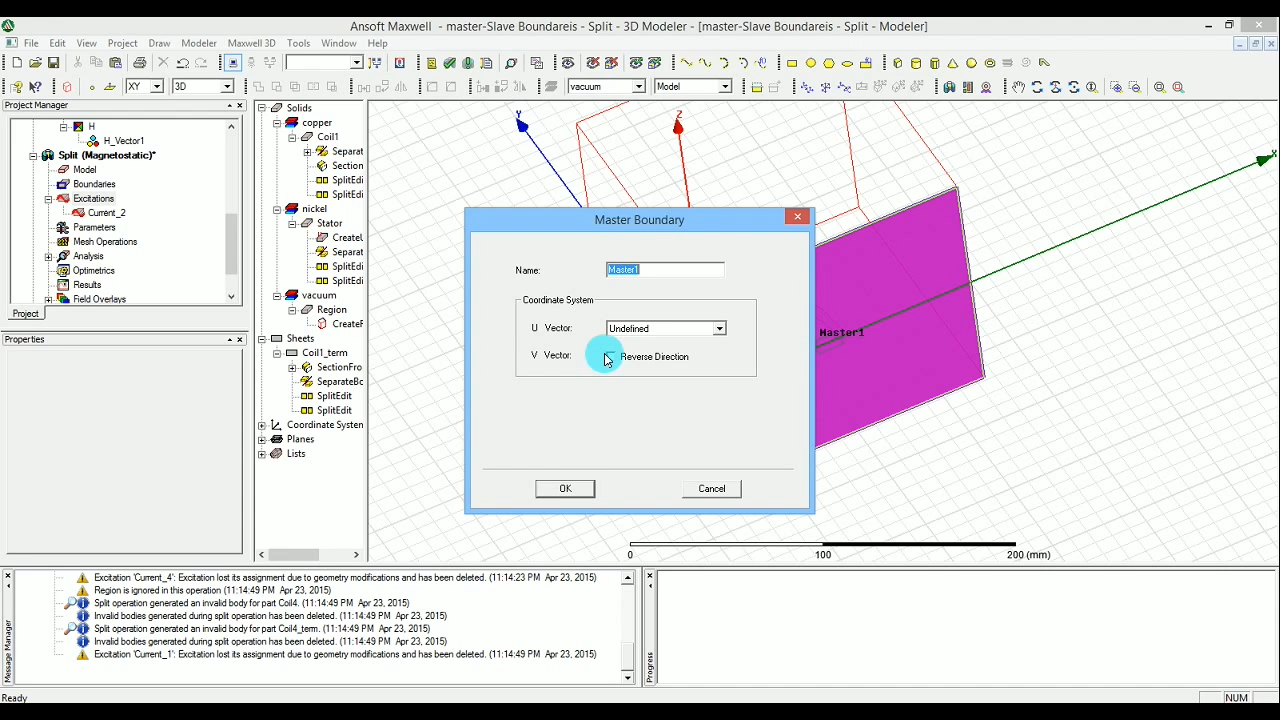 Ansoft Maxwell - master-Slave Boundareis - Split - 3D Modeler - [master-Slave Boundareis - Split - Modeler]
File Edit View Project Draw Modeler Maxwell 3D Tools Window Help
XY 3D vacuum Model
Project Manager
H
H_Vector1
Split (Magnetostatic)*
Model
Boundaries
Excitations
Current_2
Parameters
Mesh Operations
Analysis
Optimetrics
Results
Field Overlays
Project
Properties
Solids
copper
Coil1
Separat
Section
SplitEdi
SplitEdi
nickel
Stator
CreateU
Separat
SplitEdi
SplitEdi
vacuum
Region
CreateF
Sheets
Coil1_term
SectionFro
SeparateBo
SplitEdit
SplitEdit
Coordinate System
Planes
Lists
Y
Z
X
Master1
0 100 200 (mm)
Master Boundary
Name: Master1
Coordinate System
U Vector: Undefined
V Vector: Reverse Direction
OK Cancel
Message Manager
Excitation 'Current_4': Excitation lost its assignment due to geometry modifications and has been deleted. (11:14:23 PM Apr 23, 2015)
Region is ignored in this operation (11:14:49 PM Apr 23, 2015)
Split operation generated an invalid body for part Coil4. (11:14:49 PM Apr 23, 2015)
Invalid bodies generated during split operation has been deleted. (11:14:49 PM Apr 23, 2015)
Split operation generated an invalid body for part Coil4_term. (11:14:49 PM Apr 23, 2015)
Invalid bodies generated during split operation has been deleted. (11:14:49 PM Apr 23, 2015)
Excitation 'Current_1': Excitation lost its assignment due to geometry modifications and has been deleted. (11:14:49 PM Apr 23, 2015)
Progress
Ready
NUM